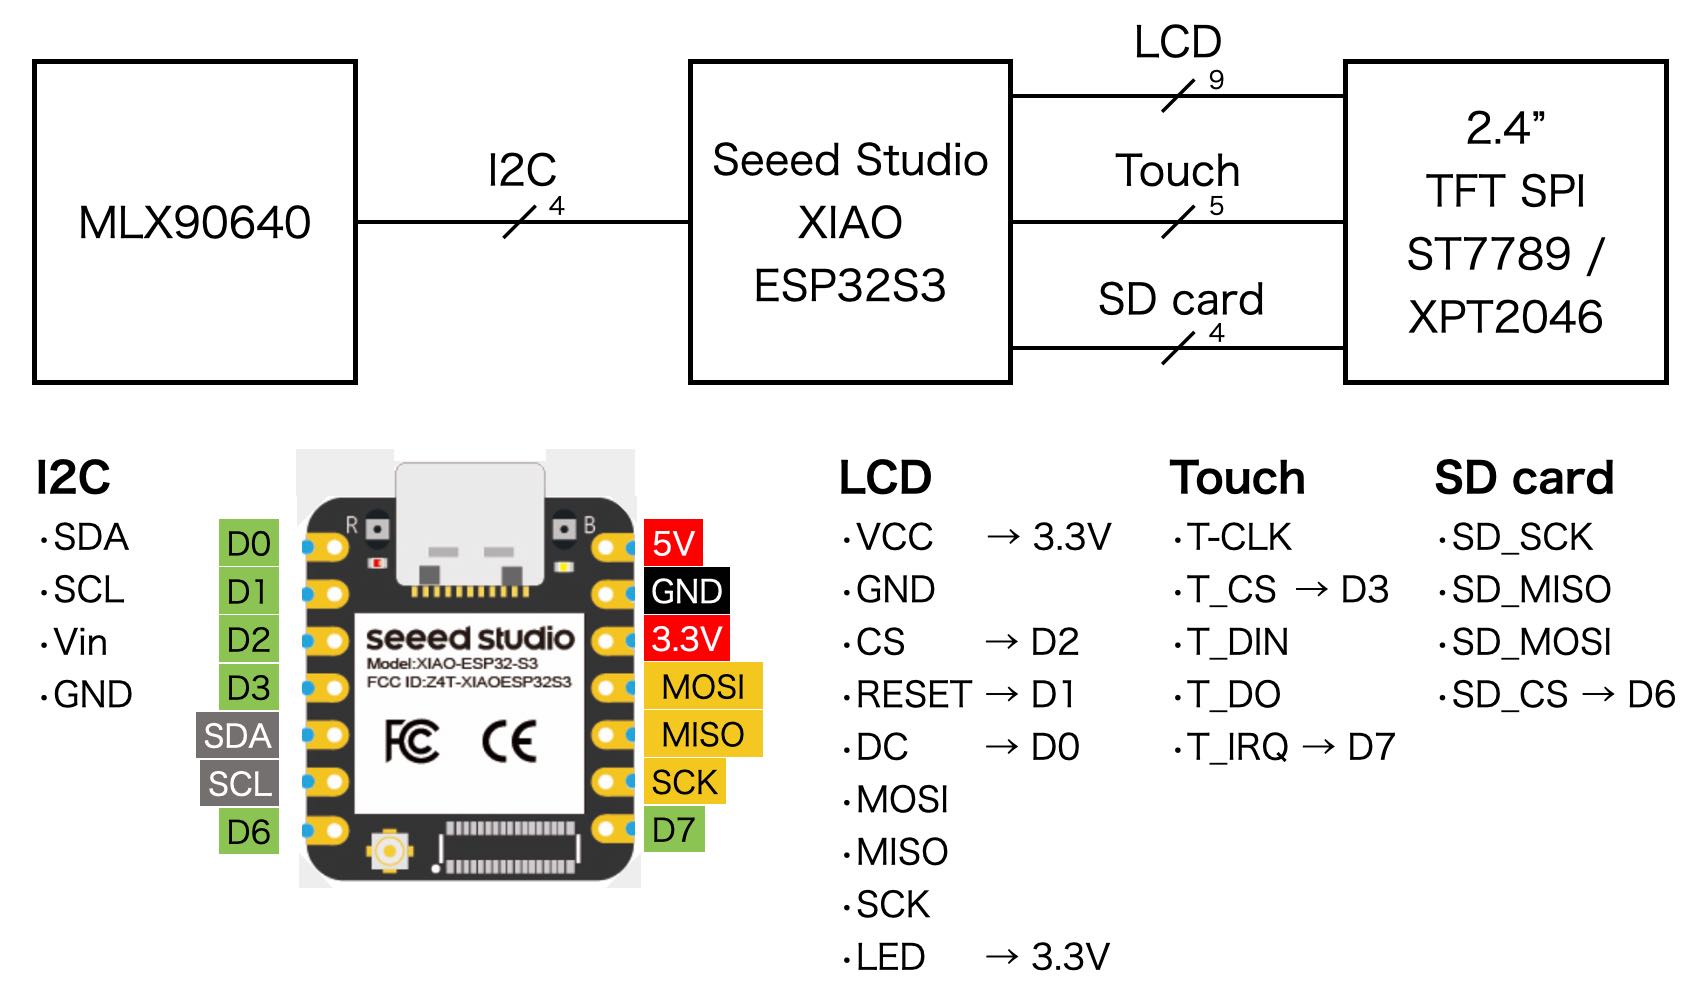 LCD
9
I2C
4
Touch
5
SD card
4
MLX90640
Seeed Studio
XIAO
ESP32S3
2.4”
TFT SPI
ST7789 /
XPT2046
I2C
・SDA
・SCL
・Vin
・GND
D0
D1
D2
D3
SDA
SCL
D6
R
B
seeed studio
Model:XIAO-ESP32-S3
FCC ID:Z4T-XIAOESP32S3
FC CE
5V
GND
3.3V
MOSI
MISO
SCK
D7
LCD
・VCC → 3.3V
・GND
・CS → D2
・RESET → D1
・DC → D0
・MOSI
・MISO
・SCK
・LED → 3.3V
Touch
・T-CLK
・T_CS → D3
・T_DIN
・T_DO
・T_IRQ → D7
SD card
・SD_SCK
・SD_MISO
・SD_MOSI
・SD_CS → D6